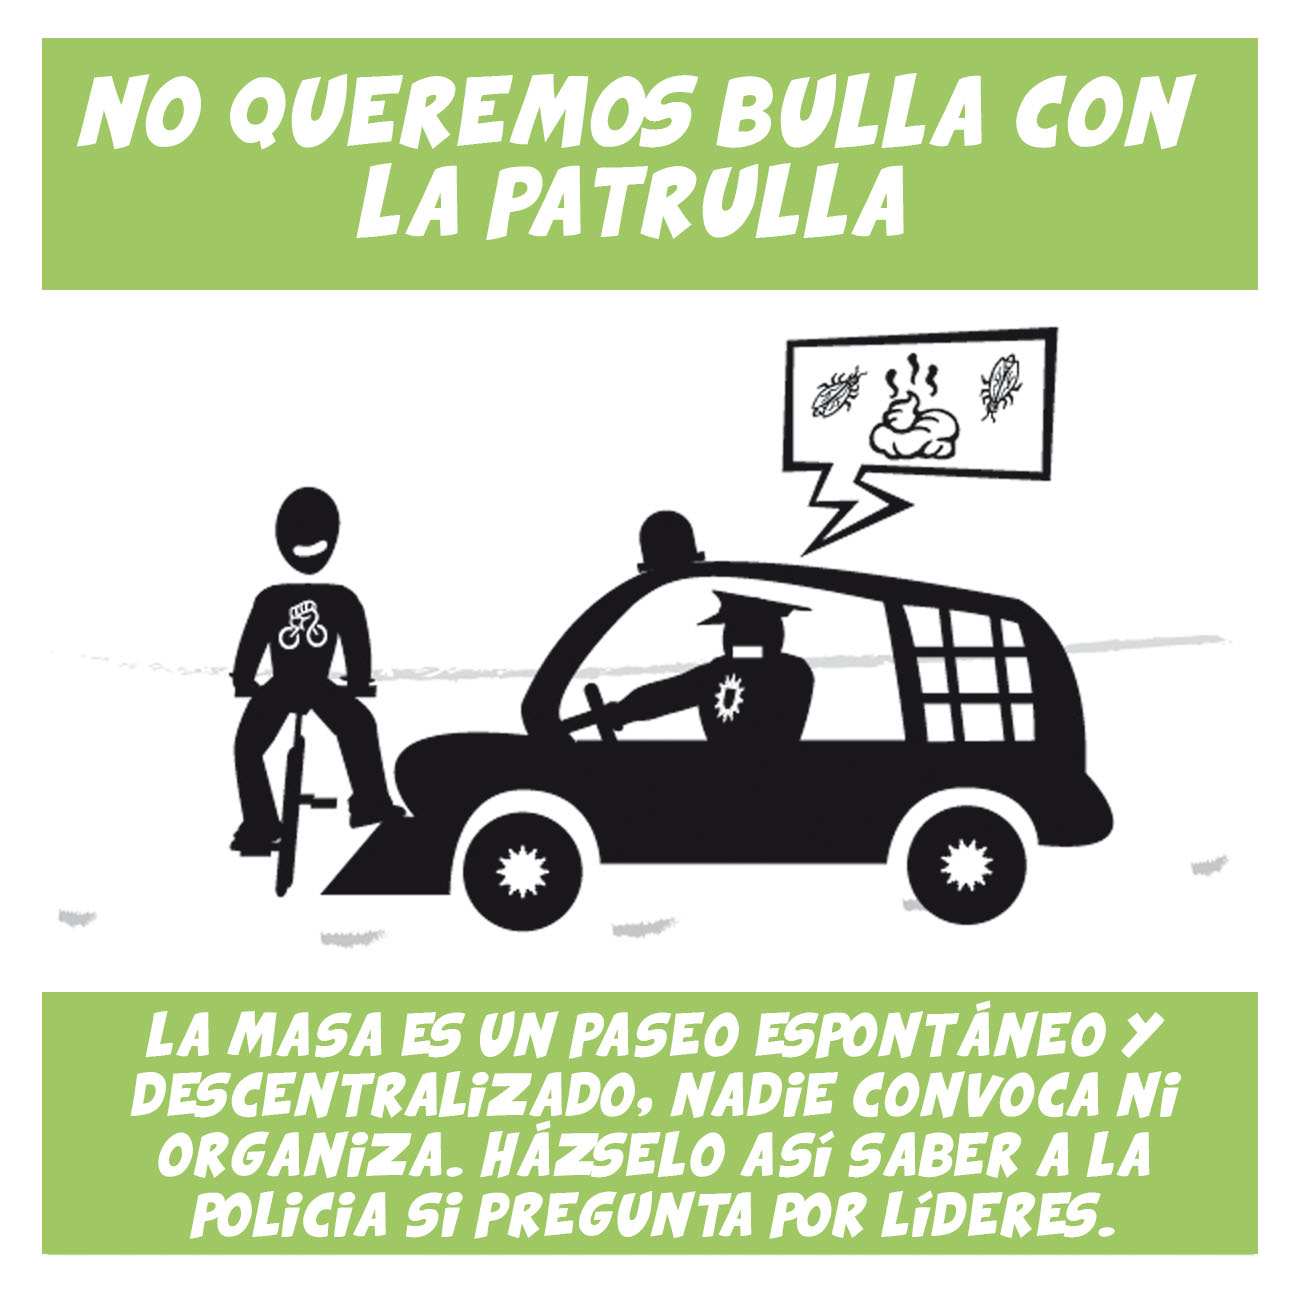 NO QUEREMOS BULLA CON
LA PATRULLA
LA MASA ES UN PASEO ESPONTÁNEO Y
DESCENTRALIZADO, NADIE CONVOCA NI
ORGANIZA. HÁZSELO ASÍ SABER A LA
POLICIA SI PREGUNTA POR LÍDERES.